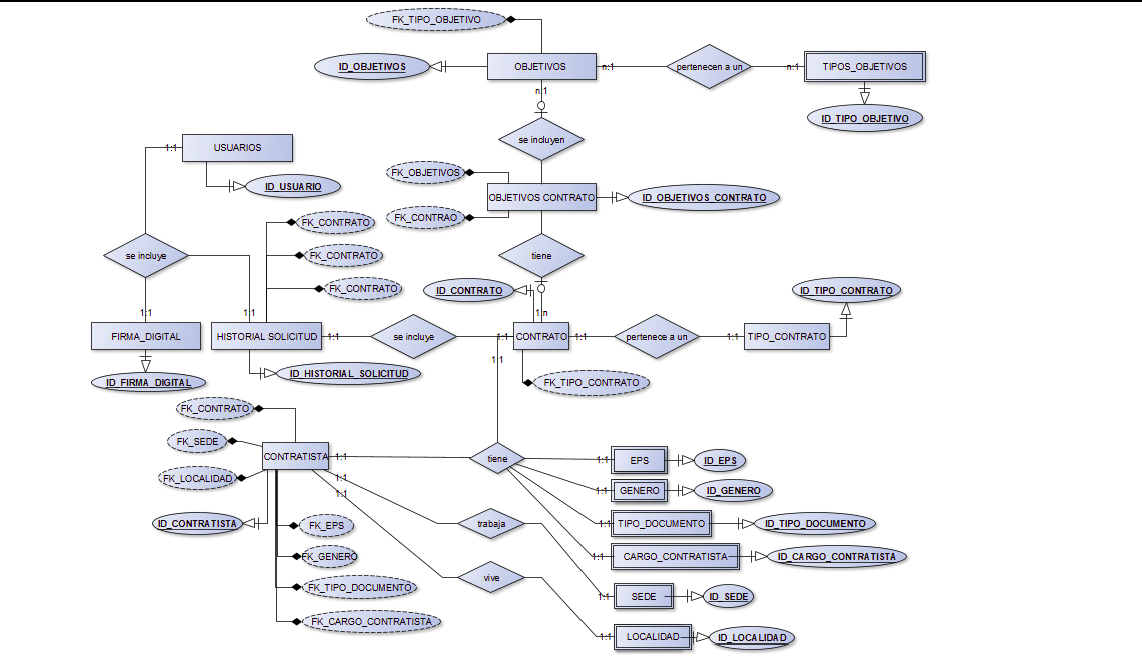 FK_TIPO_OBJETIVO
ID_OBJETIVOS
OBJETIVOS
n:1
pertenecen a un
n:1
TIPOS_OBJETIVOS
n:1
ID_TIPO_OBJETIVO
se incluyen
1:1
USUARIOS
ID_USUARIO
FK_OBJETIVOS
OBJETIVOS CONTRATO
ID_OBJETIVOS_CONTRATO
FK_CONTRAO
FK_CONTRATO
se incluye
FK_CONTRATO
tiene
FK_CONTRATO
ID_CONTRATO
ID_TIPO_CONTRATO
1:1
1:1
1:n
FIRMA_DIGITAL
HISTORIAL SOLICITUD
1:1
se incluye
1:1
CONTRATO
1:1
pertenece a un
1:1
TIPO_CONTRATO
1:1
ID_FIRMA_DIGITAL
ID_HISTORIAL_SOLICITUD
FK_TIPO_CONTRATO
FK_CONTRATO
FK_SEDE
CONTRATISTA
1:1
tiene
1:1
EPS
ID_EPS
FK_LOCALIDAD
1:1
1:1
1:1
GENERO
ID_GENERO
ID_CONTRATISTA
FK_EPS
trabaja
1:1
TIPO_DOCUMENTO
ID_TIPO_DOCUMENTO
FK_GENERO
1:1
CARGO_CONTRATISTA
ID_CARGO_CONTRATISTA
FK_TIPO_DOCUMENTO
vive
1:1
SEDE
ID_SEDE
FK_CARGO_CONTRATISTA
1:1
LOCALIDAD
ID_LOCALIDAD